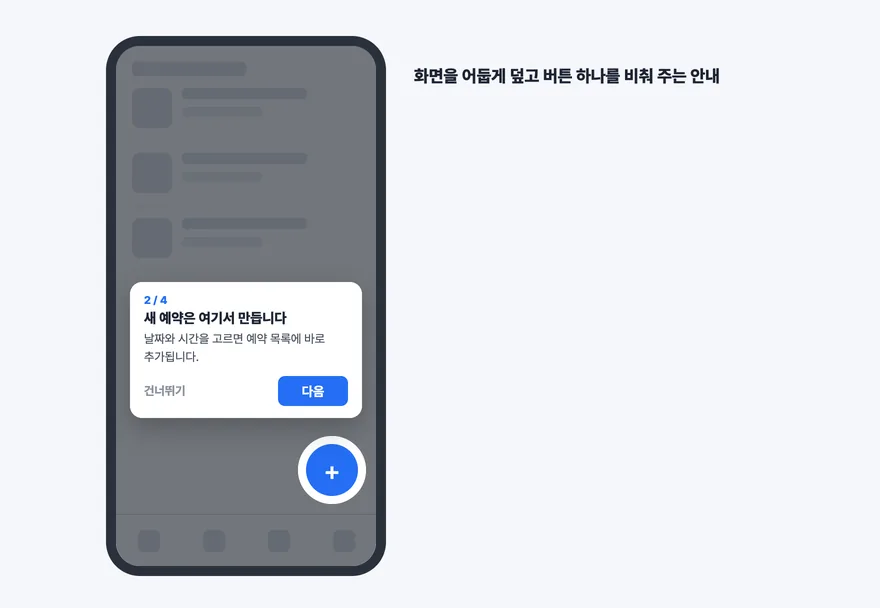 화면을 어둡게 덮고 버튼 하나를 비춰 주는 안내
2 / 4
새 예약은 여기서 만듭니다
날짜와 시간을 고르면 예약 목록에 바로
추가됩니다.
건너뛰기
다음
+